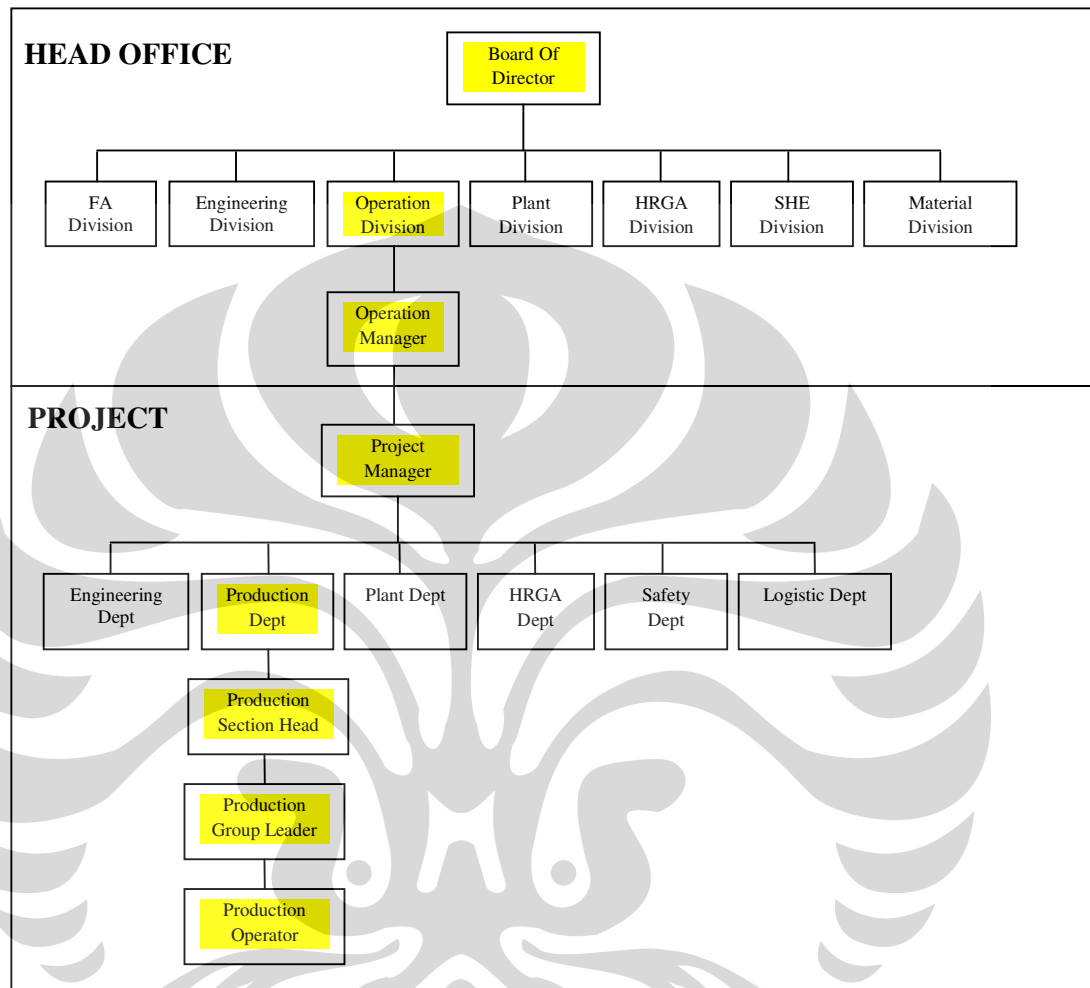 HEAD OFFICE
Board Of
Director
FA
Division
Engineering
Division
Operation
Division
Plant
Division
HRGA
Division
SHE
Division
Material
Division
Operation
Manager
PROJECT
Project
Manager
Engineering
Dept
Production
Dept
Plant Dept
HRGA
Dept
Safety
Dept
Logistic Dept
Production
Section Head
Production
Group Leader
Production
Operator